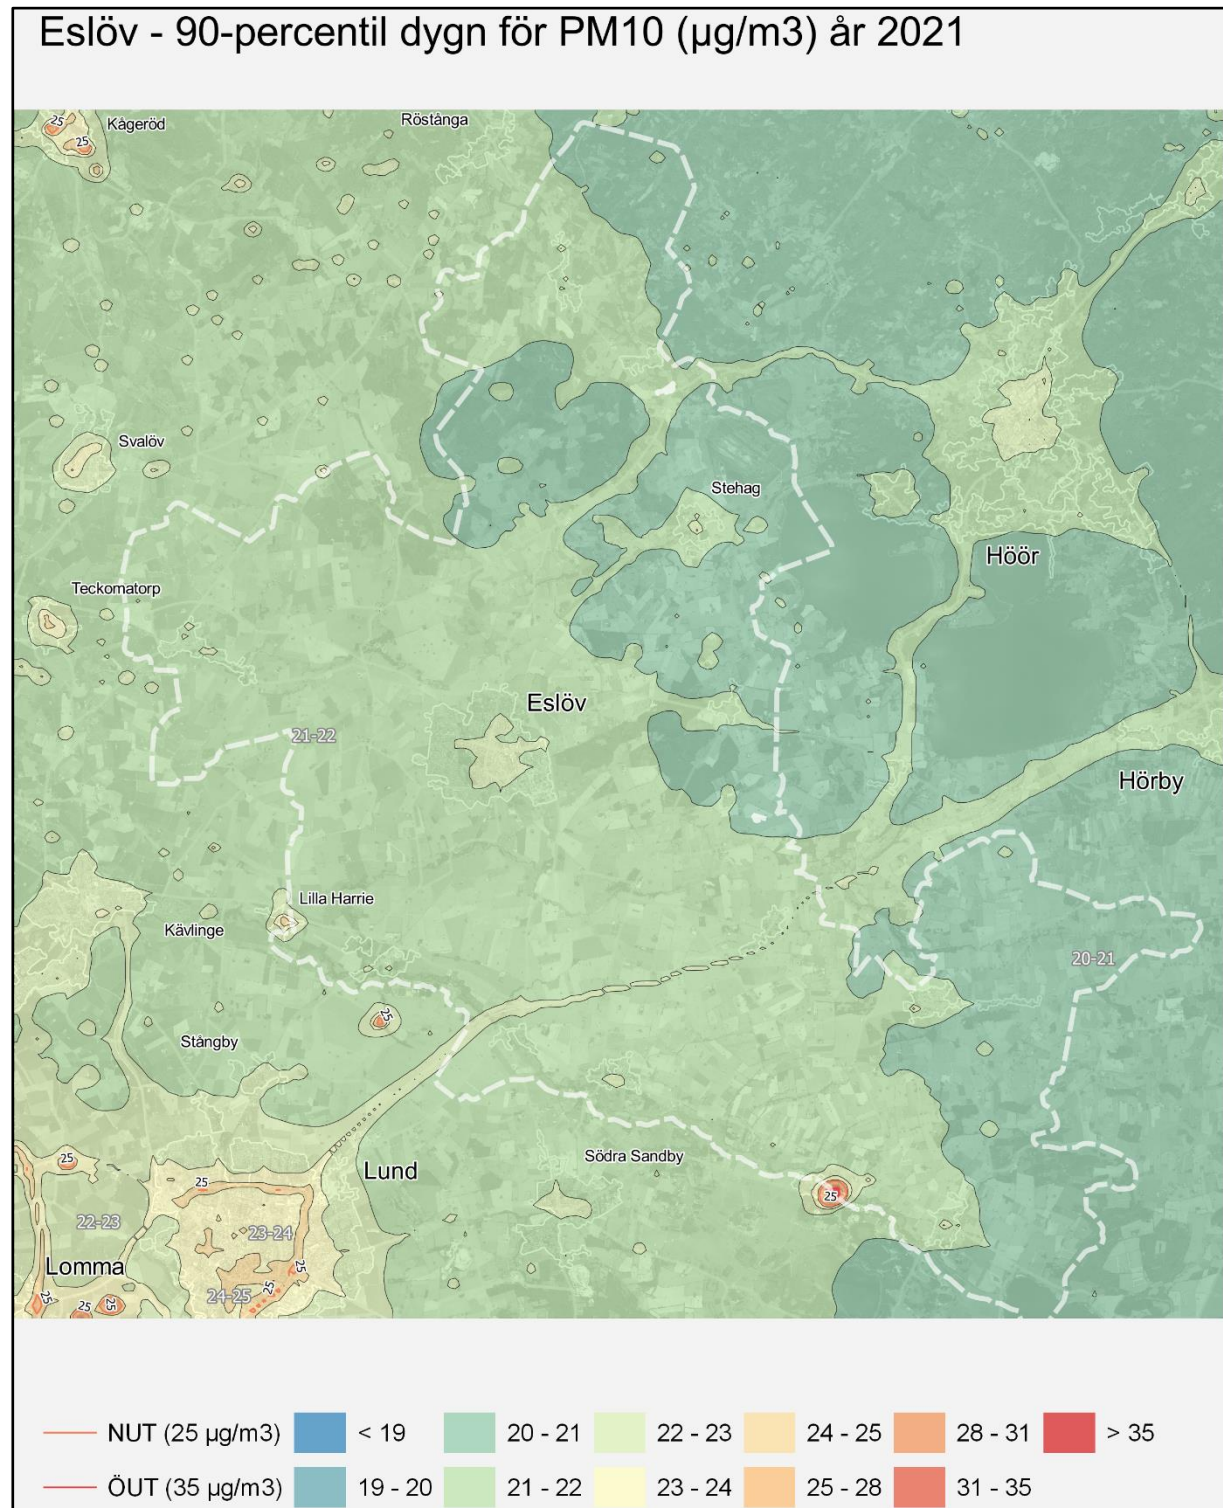 Eslöv - 90-percentil dygn för PM10 (µg/m3) år 2021
25
Kågeröd
Röstånga
25
Svalöv
Stehag
Höör
Teckomatorp
Eslöv
21-22
Hörby
Lilla Harrie
Kävlinge
20-21
25
Stångby
Södra Sandby
25
Lund
25
25
22-23
23-24
Lomma
25
25
24-25
25
25
25
NUT (25 µg/m3)
< 19
20 - 21
22 - 23
24 - 25
28 - 31
> 35
ÖUT (35 µg/m3)
19 - 20
21 - 22
23 - 24
25 - 28
31 - 35